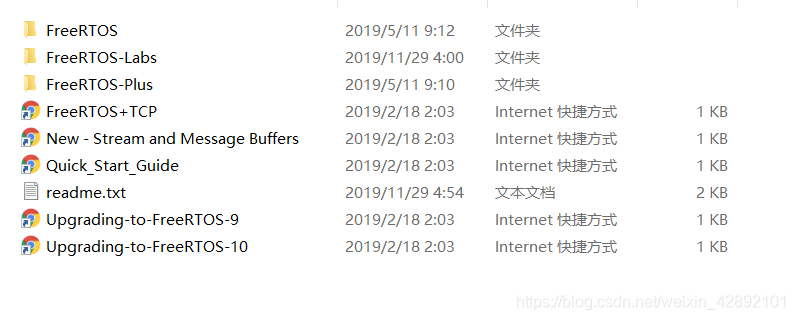 FreeRTOS 2019/5/11 9:12 文件夹
FreeRTOS-Labs 2019/11/29 4:00 文件夹
FreeRTOS-Plus 2019/5/11 9:10 文件夹
FreeRTOS+TCP 2019/2/18 2:03 Internet 快捷方式 1 KB
New - Stream and Message Buffers 2019/2/18 2:03 Internet 快捷方式 1 KB
Quick_Start_Guide 2019/2/18 2:03 Internet 快捷方式 1 KB
readme.txt 2019/11/29 4:54 文本文档 2 KB
Upgrading-to-FreeRTOS-9 2019/2/18 2:03 Internet 快捷方式 1 KB
Upgrading-to-FreeRTOS-10 2019/2/18 2:03 Internet 快捷方式 1 KB
https://blog.csdn.net/weixin_42892101